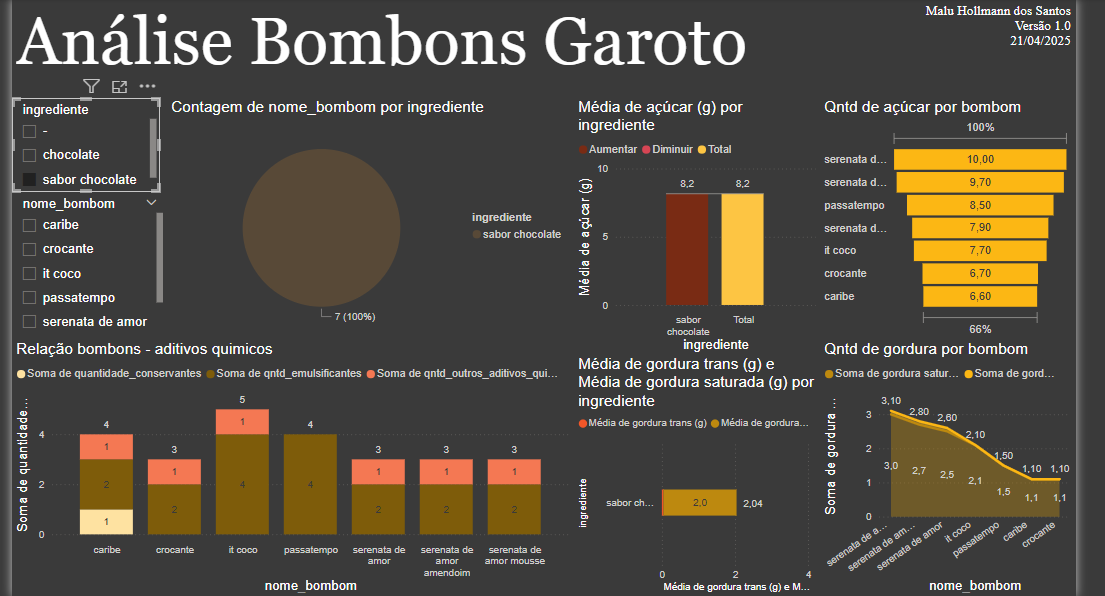 Análise Bombons Garoto
Malu Hollmann dos Santos
Versão 1.0
21/04/2025
ingrediente
-
chocolate
sabor chocolate
nome_bombom
caribe
crocante
it coco
passatempo
serenata de amor
Contagem de nome_bombom por ingrediente
ingrediente
sabor chocolate
7 (100%)
Média de açúcar (g) por
ingrediente
Aumentar Diminuir Total
Média de açúcar (g)
10
5
0
8,2
8,2
sabor
chocolate
Total
ingrediente
Qntd de açúcar por bombom
100%
serenata d... 10,00
serenata d... 9,70
passatempo 8,50
serenata d... 7,90
it coco 7,70
crocante 6,70
caribe 6,60
66%
Relação bombons - aditivos quimicos
Soma de quantidade_conservantes Soma de qntd_emulsificantes Soma de qntd_outros_aditivos_qui...
Soma de quantidade...
4
2
0
4
1
2
1
3
1
2
5
1
4
4
4
3
1
2
3
1
2
3
1
2
caribe
crocante
it coco
passatempo
serenata de
amor
serenata de
amor
amendoim
serenata de
amor mousse
nome_bombom
Média de gordura trans (g) e
Média de gordura saturada (g) por
ingrediente
Média de gordura trans (g) Média de gordura...
ingrediente
sabor ch...
2,0
2,04
0
2
4
Média de gordura trans (g) e M...
Qntd de gordura por bombom
Soma de gordura satur... Soma de gord...
Soma de gordura ...
3
2
1
0
3,10
2,80
2,60
2,10
1,50
1,10
1,10
3,0
2,7
2,5
2,1
1,5
1,1
1,1
serenata de a...
serenata de am...
serenata de amor
it coco
passatempo
caribe
crocante
nome_bombom